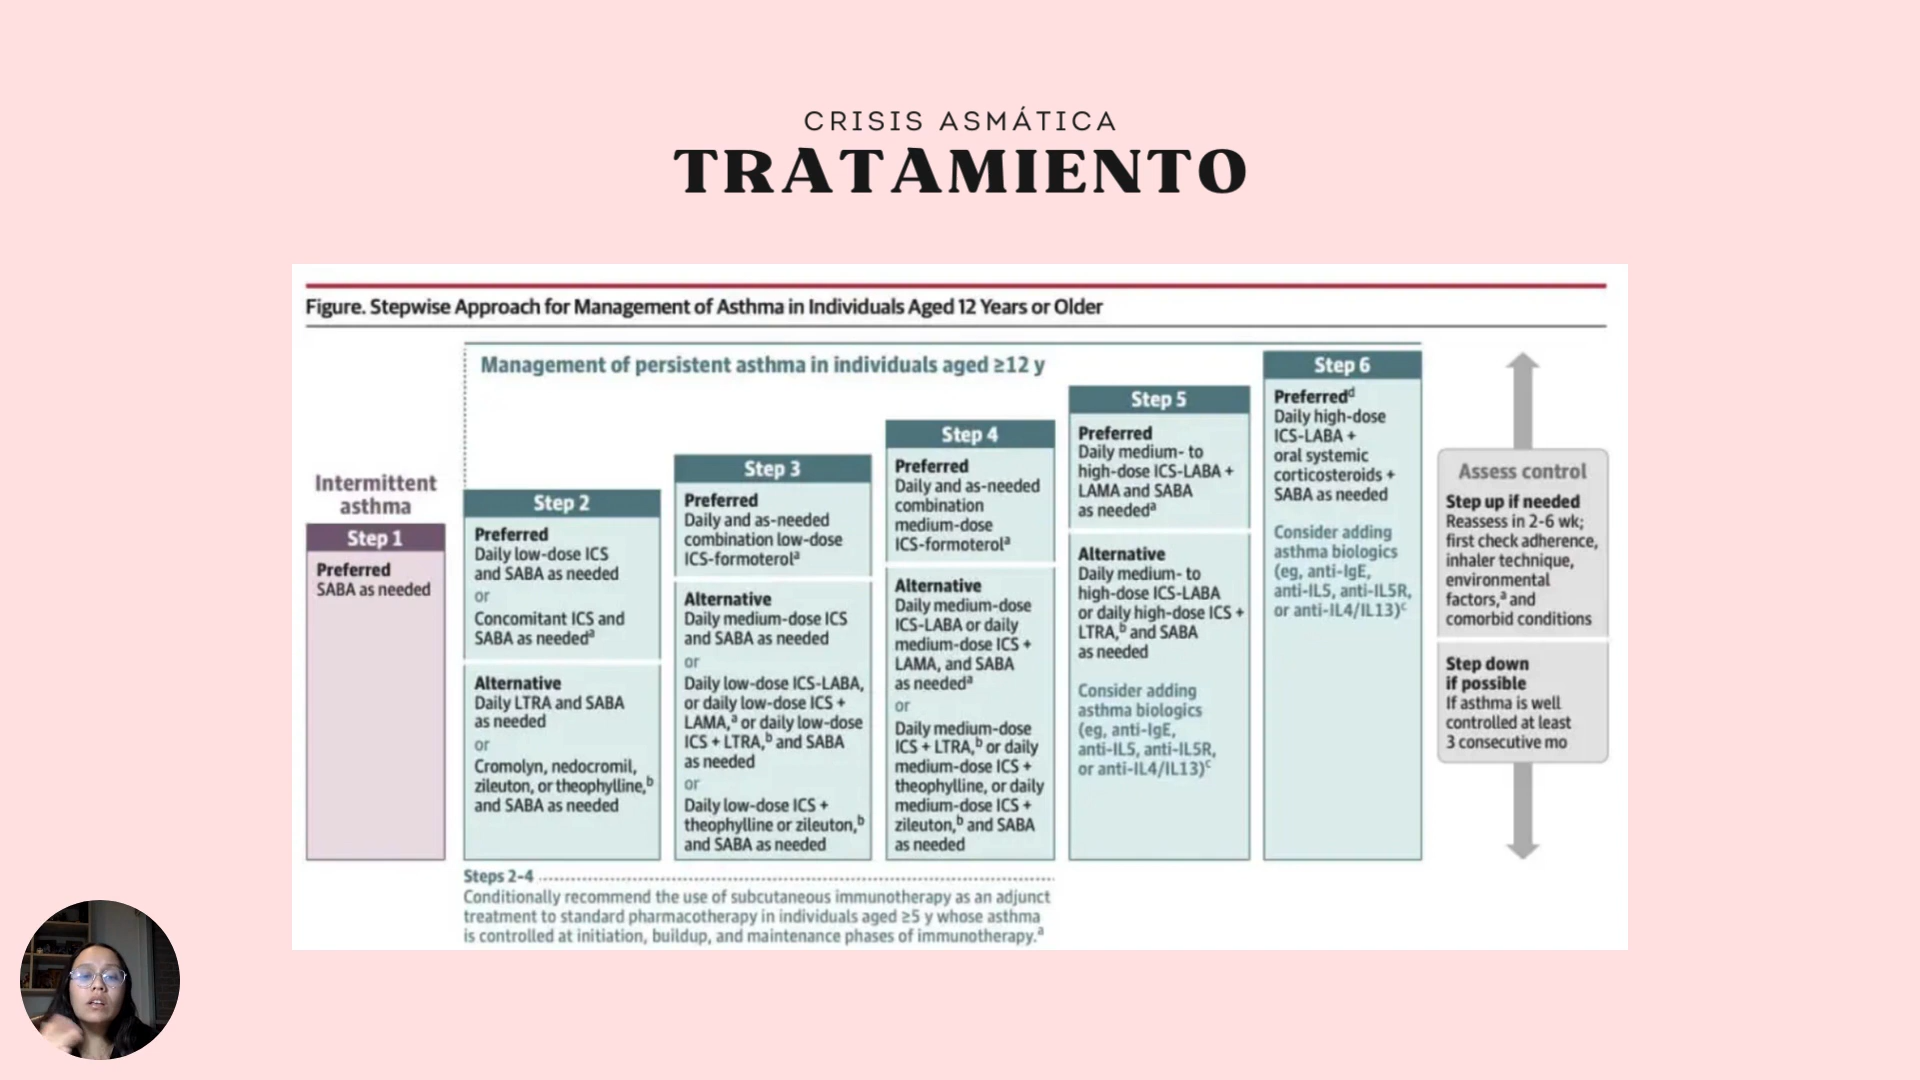 CRISIS ASMÁTICA
TRATAMIENTO
Figure. Stepwise Approach for Management of Asthma in Individuals Aged 12 Years or Older
Management of persistent asthma in individuals aged ≥12 y
Intermittent
asthma
Step 1
Preferred
SABA as needed
Step 2
Preferred
Daily low-dose ICS
and SABA as needed
or
Concomitant ICS and
SABA as neededᵃ
Alternative
Daily LTRA and SABA
as needed
or
Cromolyn, nedocromil,
zileuton, or theophylline,ᵇ
and SABA as needed
Step 3
Preferred
Daily and as-needed
combination low-dose
ICS-formoterolᵃ
Alternative
Daily medium-dose ICS
and SABA as needed
or
Daily low-dose ICS-LABA,
or daily low-dose ICS +
LAMA,ᵃ or daily low-dose
ICS + LTRA,ᵇ and SABA
as needed
or
Daily low-dose ICS +
theophylline or zileuton,ᵇ
and SABA as needed
Step 4
Preferred
Daily and as-needed
combination
medium-dose
ICS-formoterolᵃ
Alternative
Daily medium-dose
ICS-LABA or daily
medium-dose ICS +
LAMA, and SABA
as neededᵃ
or
Daily medium-dose
ICS + LTRA,ᵇ or daily
medium-dose ICS +
theophylline, or daily
medium-dose ICS +
zileuton,ᵇ and SABA
as needed
Step 5
Preferred
Daily medium- to
high-dose ICS-LABA +
LAMA and SABA
as neededᵃ
Alternative
Daily medium- to
high-dose ICS-LABA
or daily high-dose ICS +
LTRA,ᵇ and SABA
as needed
Consider adding
asthma biologics
(eg, anti-IgE,
anti-IL5, anti-IL5R,
or anti-IL4/IL13)ᶜ
Step 6
Preferredᵈ
Daily high-dose
ICS-LABA +
oral systemic
corticosteroids +
SABA as needed
Consider adding
asthma biologics
(eg, anti-IgE,
anti-IL5, anti-IL5R,
or anti-IL4/IL13)ᶜ
Assess control
Step up if needed
Reassess in 2-6 wk;
first check adherence,
inhaler technique,
environmental
factors,ᵃ and
comorbid conditions
Step down
if possible
If asthma is well
controlled at least
3 consecutive mo
Steps 2-4
Conditionally recommend the use of subcutaneous immunotherapy as an adjunct
treatment to standard pharmacotherapy in individuals aged ≥5 y whose asthma
is controlled at initiation, buildup, and maintenance phases of immunotherapy.ᵃ